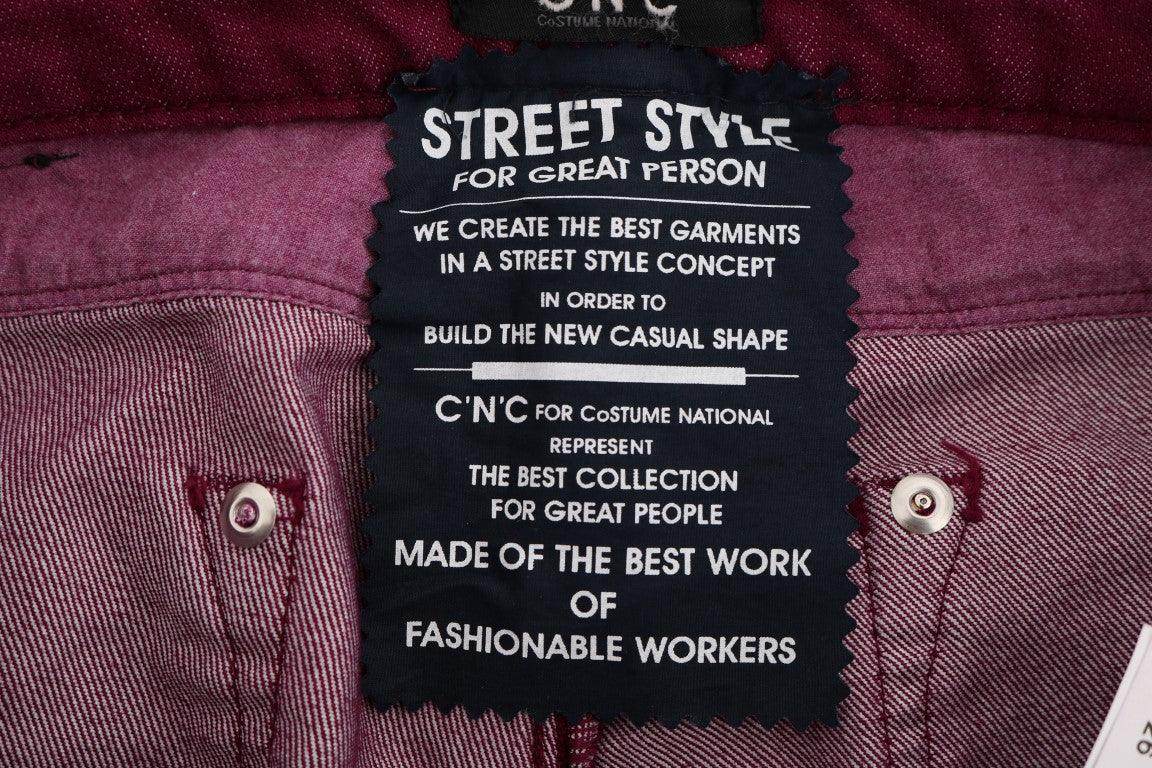 C'N'C
CoSTUME NATIONAL
STREET STYLE
FOR GREAT PERSON
WE CREATE THE BEST GARMENTS
IN A STREET STYLE CONCEPT
IN ORDER TO
BUILD THE NEW CASUAL SHAPE
C'N'C FOR CoSTUME NATIONAL
REPRESENT
THE BEST COLLECTION
FOR GREAT PEOPLE
MADE OF THE BEST WORK
OF
FASHIONABLE WORKERS